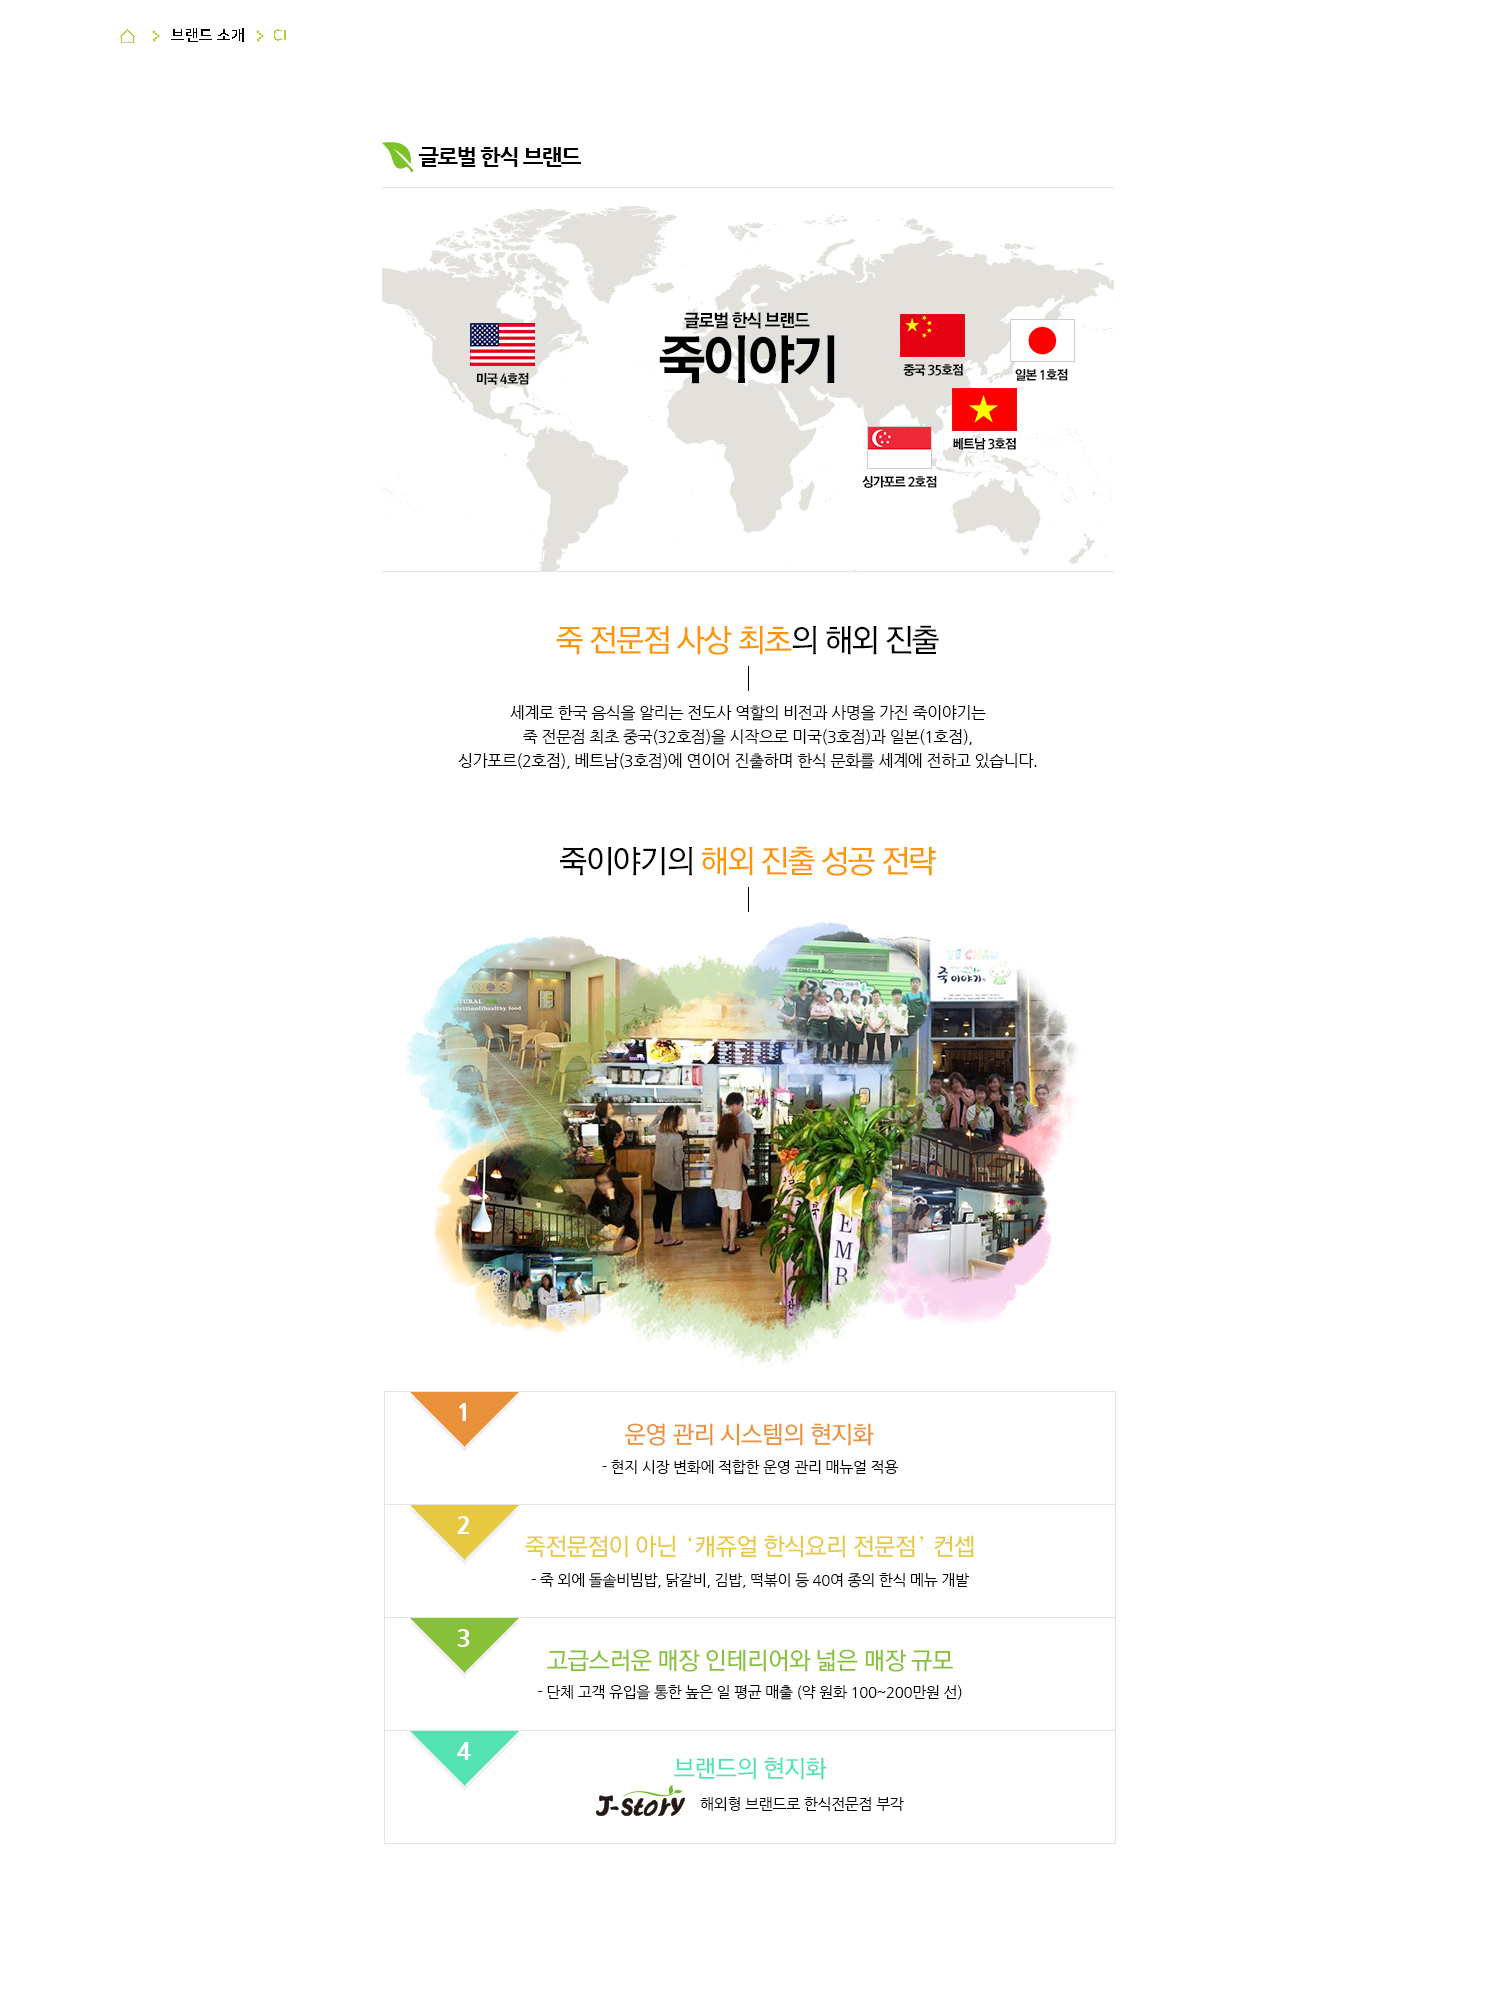 브랜드 소개 CI
글로벌 한식 브랜드
글로벌 한식 브랜드
죽이야기
미국 4호점
중국 35호점
일본 1호점
베트남 3호점
싱가포르 2호점
죽 전문점 사상 최초의 해외 진출
세계로 한국 음식을 알리는 전도사 역할의 비전과 사명을 가진 죽이야기는
죽 전문점 최초 중국(32호점)을 시작으로 미국(3호점)과 일본(1호점),
싱가포르(2호점), 베트남(3호점)에 연이어 진출하며 한식 문화를 세계에 전하고 있습니다.
죽이야기의 해외 진출 성공 전략
VE CHAO
죽이야기
NATURAL
nutrition&healthy food
E
M
B
1
운영 관리 시스템의 현지화
- 현지 시장 변화에 적합한 운영 관리 매뉴얼 적용
2
죽전문점이 아닌 ‘캐쥬얼 한식요리 전문점’ 컨셉
- 죽 외에 돌솥비빔밥, 닭갈비, 김밥, 떡볶이 등 40여 종의 한식 메뉴 개발
3
고급스러운 매장 인테리어와 넓은 매장 규모
- 단체 고객 유입을 통한 높은 일 평균 매출 (약 원화 100~200만원 선)
4
브랜드의 현지화
J-Story 해외형 브랜드로 한식전문점 부각